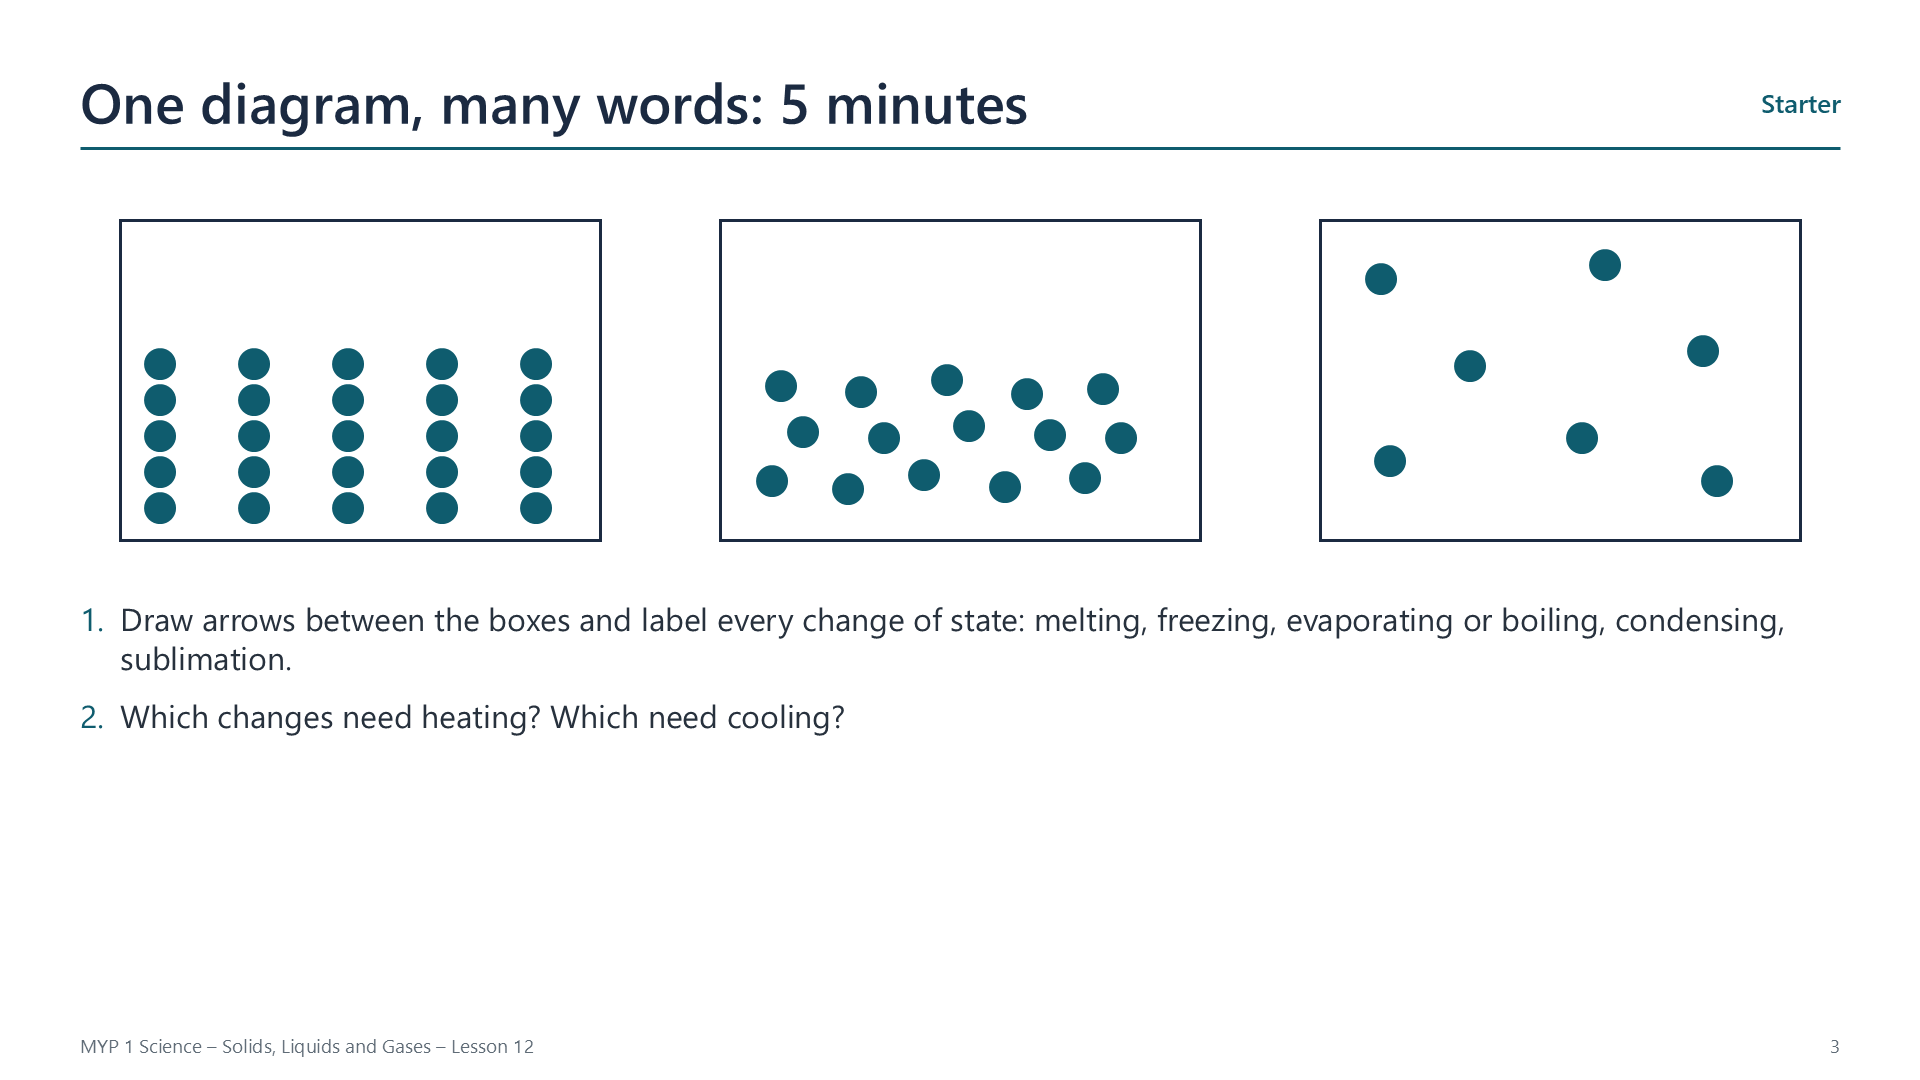 One diagram, many words: 5 minutes
Starter
1. Draw arrows between the boxes and label every change of state: melting, freezing, evaporating or boiling, condensing,
sublimation.
2. Which changes need heating? Which need cooling?
MYP 1 Science – Solids, Liquids and Gases – Lesson 12
3